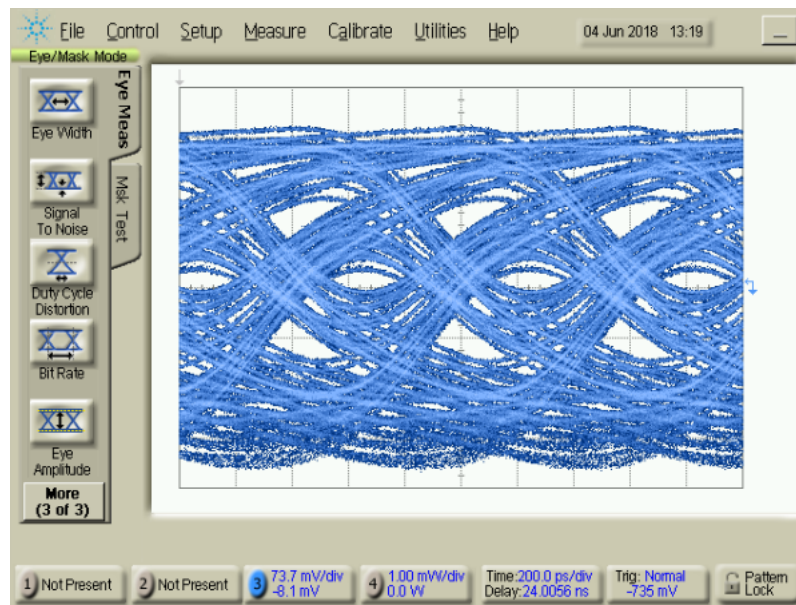 File Control Setup Measure Calibrate Utilities Help 04 Jun 2018 13:19
Eye/Mask Mode
Eye Meas
Msk Test
Eye Width
Signal
To Noise
Duty Cycle
Distortion
Bit Rate
Eye
Amplitude
More
(3 of 3)
1 Not Present
2 Not Present
3 73.7 mV/div
-8.1 mV
4 1.00 mW/div
0.0 W
Time:200.0 ps/div
Delay:24.0056 ns
Trig: Normal
-735 mV
Pattern
Lock